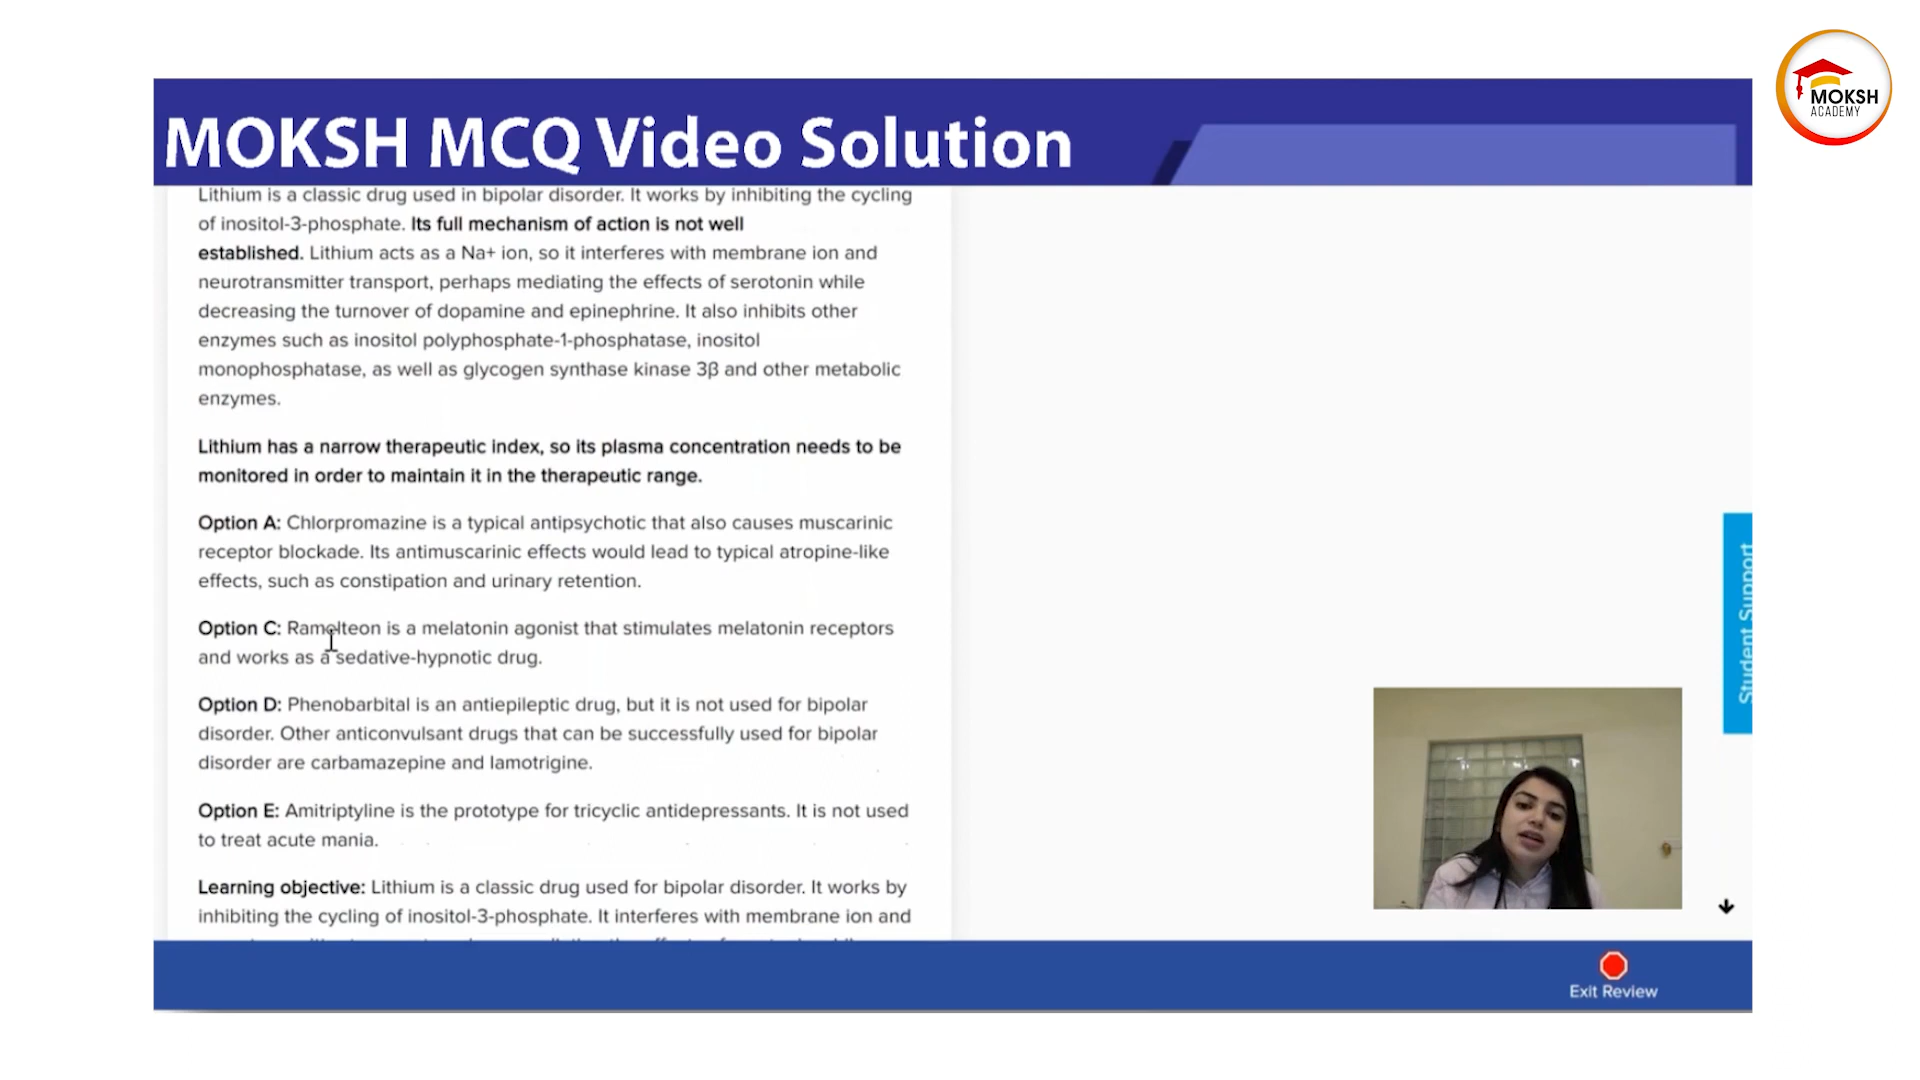 MOKSH
ACADEMY
MOKSH MCQ Video Solution
Lithium is a classic drug used in bipolar disorder. It works by inhibiting the cycling
of inositol-3-phosphate. Its full mechanism of action is not well
established. Lithium acts as a Na+ ion, so it interferes with membrane ion and
neurotransmitter transport, perhaps mediating the effects of serotonin while
decreasing the turnover of dopamine and epinephrine. It also inhibits other
enzymes such as inositol polyphosphate-1-phosphatase, inositol
monophosphatase, as well as glycogen synthase kinase 3β and other metabolic
enzymes.
Lithium has a narrow therapeutic index, so its plasma concentration needs to be
monitored in order to maintain it in the therapeutic range.
Option A: Chlorpromazine is a typical antipsychotic that also causes muscarinic
receptor blockade. Its antimuscarinic effects would lead to typical atropine-like
effects, such as constipation and urinary retention.
Option C: Ramelteon is a melatonin agonist that stimulates melatonin receptors
and works as a sedative-hypnotic drug.
Option D: Phenobarbital is an antiepileptic drug, but it is not used for bipolar
disorder. Other anticonvulsant drugs that can be successfully used for bipolar
disorder are carbamazepine and lamotrigine.
Option E: Amitriptyline is the prototype for tricyclic antidepressants. It is not used
to treat acute mania.
Learning objective: Lithium is a classic drug used for bipolar disorder. It works by
inhibiting the cycling of inositol-3-phosphate. It interferes with membrane ion and
Student Support
Exit Review